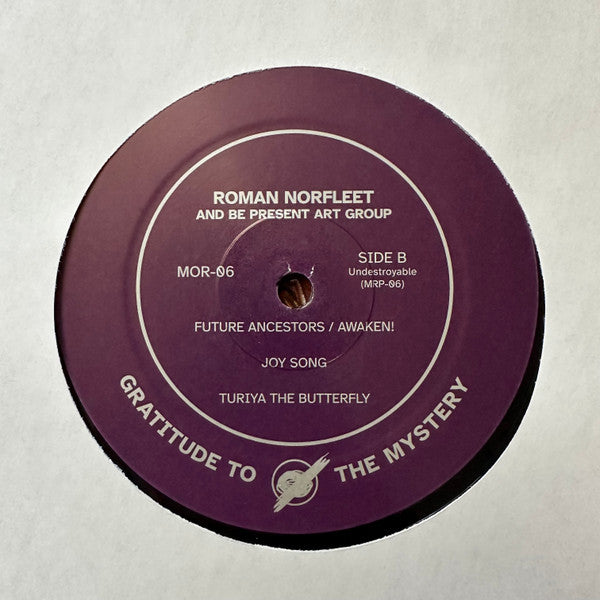 ROMAN NORFLEET
AND BE PRESENT ART GROUP
MOR-06
SIDE B
Undestroyable
(MRP-06)
FUTURE ANCESTORS / AWAKEN!
JOY SONG
TURIYA THE BUTTERFLY
GRATITUDE TO THE MYSTERY